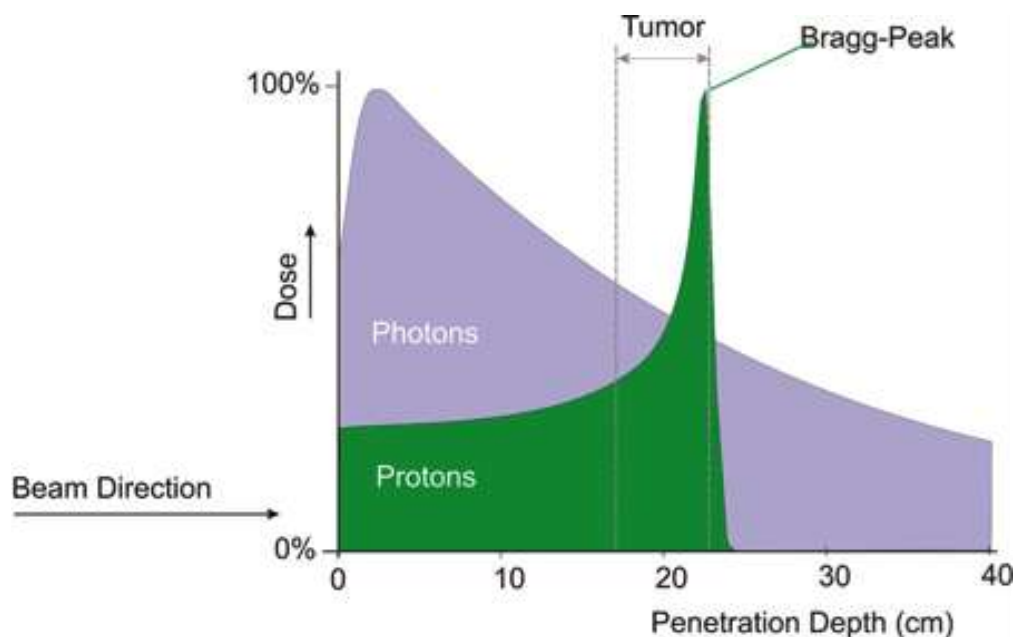 Tumor
Bragg-Peak
100%
Dose
Photons
Protons
Beam Direction
0%
0 10 20 30 40
Penetration Depth (cm)